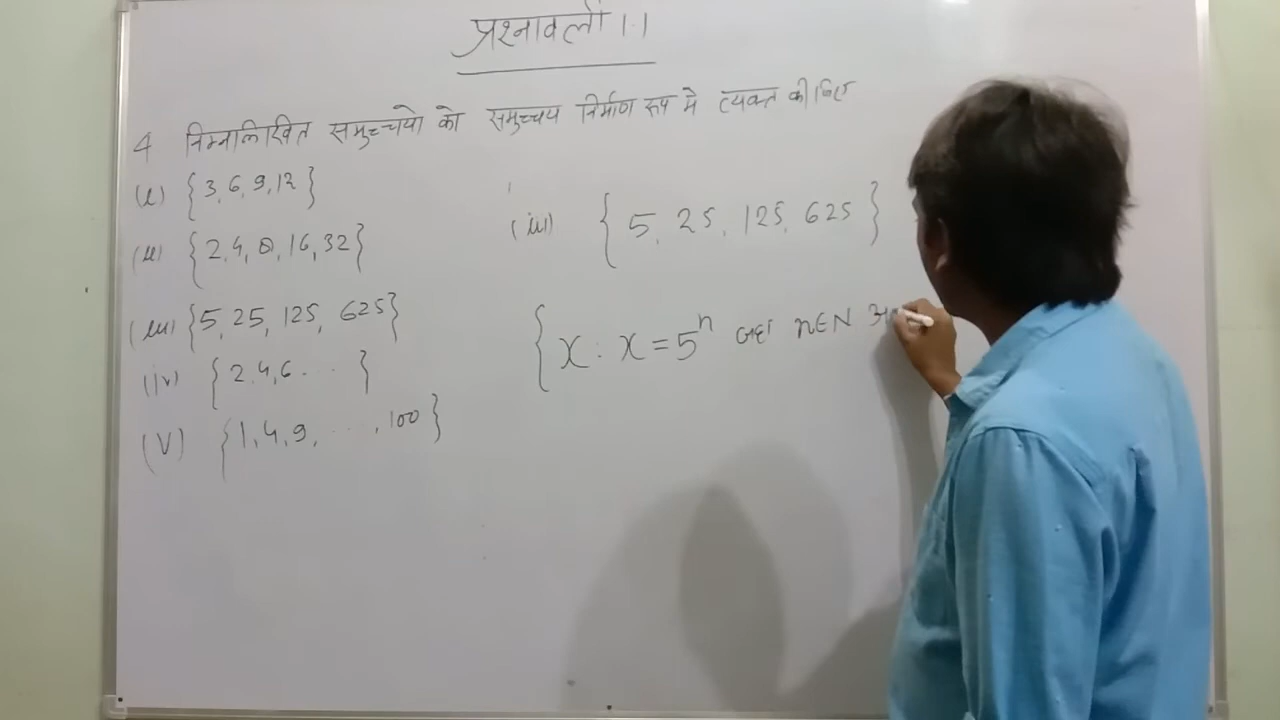 प्रश्नावली 1.1
4 निम्नलिखित समुच्चयो को समुच्चय निर्माण रूप मे व्यक्त कीजिए
(i) {3, 6, 9, 12}
(ii) {2, 4, 8, 16, 32}
(iii) {5, 25, 125, 625}
(iv) {2, 4, 6 ... }
(v) {1, 4, 9, ... , 100}
(iii) {5, 25, 125, 625}
{x : x = 5ⁿ जहां n∈N